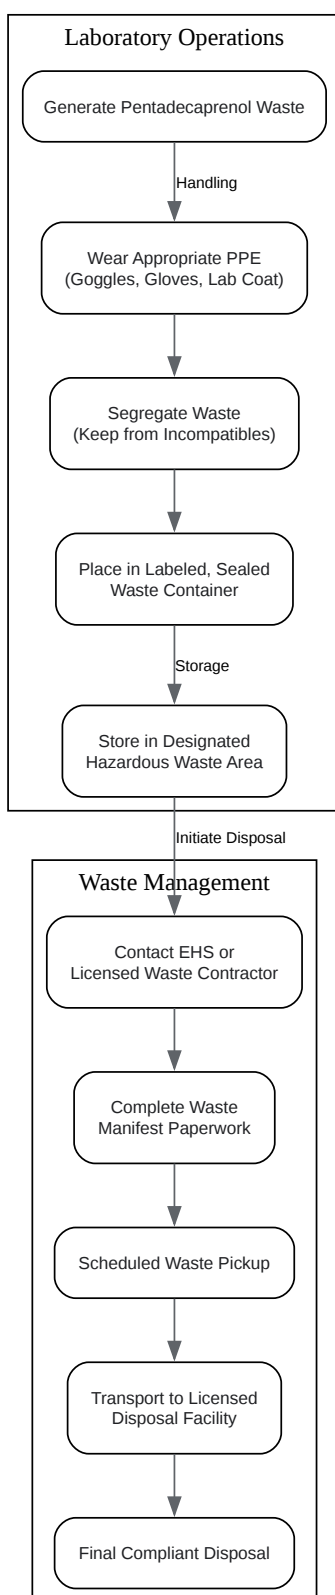 Laboratory Operations
Generate Pentadecaprenol Waste
Handling
Wear Appropriate PPE
(Goggles, Gloves, Lab Coat)
Segregate Waste
(Keep from Incompatibles)
Place in Labeled, Sealed
Waste Container
Storage
Store in Designated
Hazardous Waste Area
Initiate Disposal
Waste Management
Contact EHS or
Licensed Waste Contractor
Complete Waste
Manifest Paperwork
Scheduled Waste Pickup
Transport to Licensed
Disposal Facility
Final Compliant Disposal